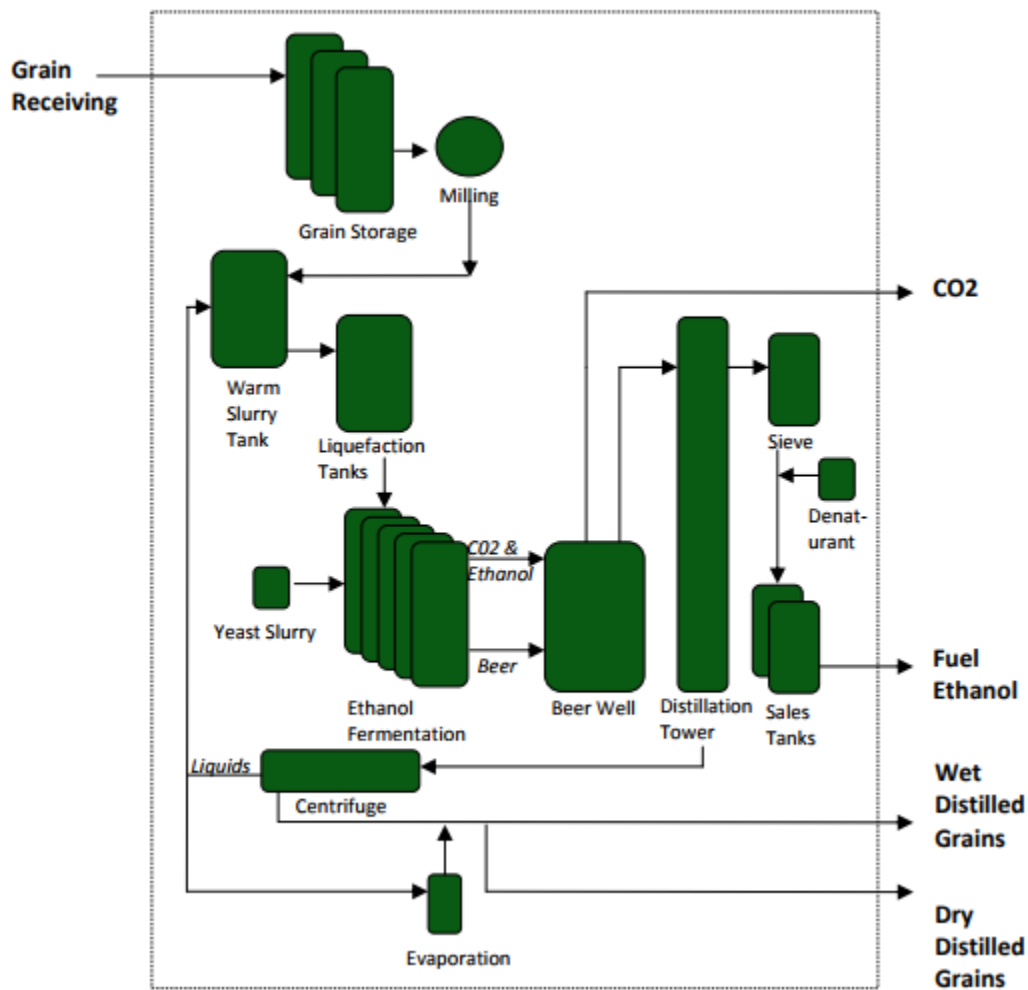 Grain
Receiving
Milling
Grain Storage
CO2
Warm
Slurry
Tank
Liquefaction
Tanks
Sieve
Denat-
urant
C02 &
Ethanol
Yeast Slurry
Beer
Ethanol
Fermentation
Beer Well
Distillation
Tower
Sales
Tanks
Fuel
Ethanol
Liquids
Centrifuge
Wet
Distilled
Grains
Evaporation
Dry
Distilled
Grains